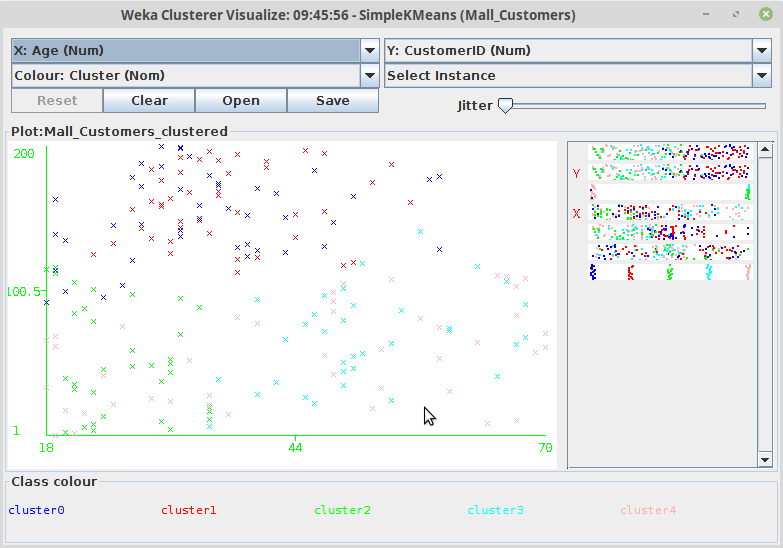 Weka Clusterer Visualize: 09:45:56 - SimpleKMeans (Mall_Customers)
X: Age (Num) Y: CustomerID (Num)
Colour: Cluster (Nom) Select Instance
Reset Clear Open Save Jitter
Plot:Mall_Customers_clustered
200
100.5
1
18 44 70
Y
X
Class colour
cluster0 cluster1 cluster2 cluster3 cluster4